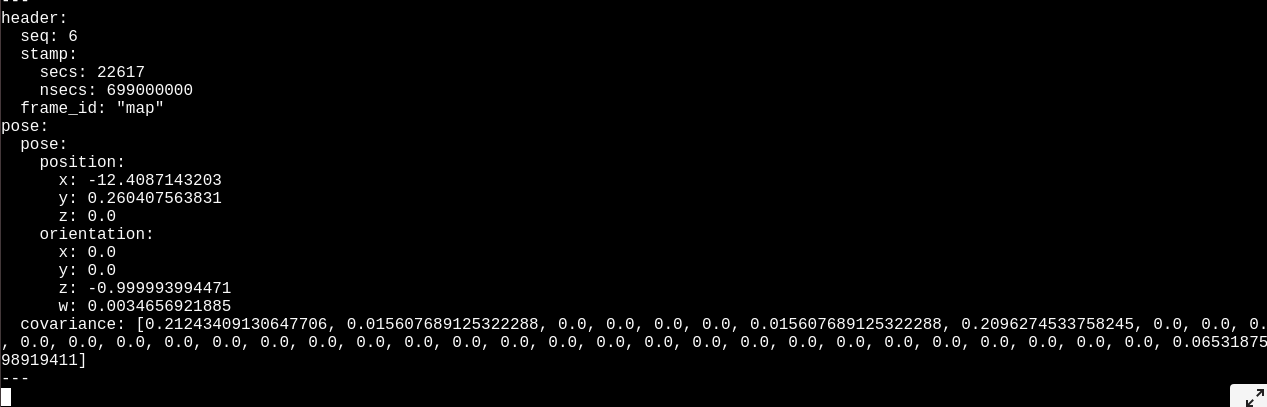 ---
header:
  seq: 6
  stamp:
    secs: 22617
    nsecs: 699000000
  frame_id: "map"
pose:
  pose:
    position:
      x: -12.4087143203
      y: 0.260407563831
      z: 0.0
    orientation:
      x: 0.0
      y: 0.0
      z: -0.999993994471
      w: 0.0034656921885
  covariance: [0.21243409130647706, 0.015607689125322288, 0.0, 0.0, 0.0, 0.0, 0.015607689125322288, 0.2096274533758245, 0.0, 0.0, 0.
, 0.0, 0.0, 0.0, 0.0, 0.0, 0.0, 0.0, 0.0, 0.0, 0.0, 0.0, 0.0, 0.0, 0.0, 0.0, 0.0, 0.0, 0.0, 0.0, 0.0, 0.0, 0.0, 0.0, 0.06531875
98919411]
---